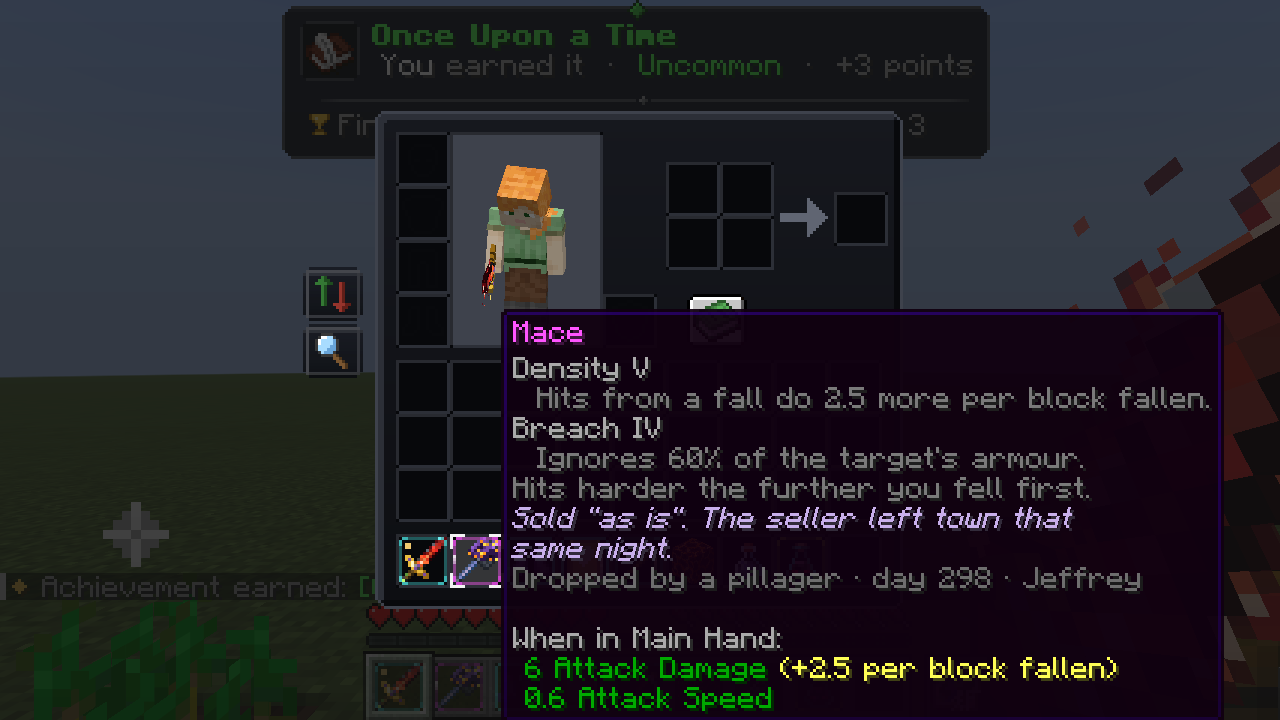 Once Upon a Time
You earned it · Uncommon · +3 points
3
Mace
Density V
Hits from a fall do 2.5 more per block fallen.
Breach IV
Ignores 60% of the target's armour.
Hits harder the further you fell first.
Sold "as is". The seller left town that
same night.
Dropped by a pillager · day 298 · Jeffrey
Achievement earned: [
When in Main Hand:
6 Attack Damage (+2.5 per block fallen)
0.6 Attack Speed